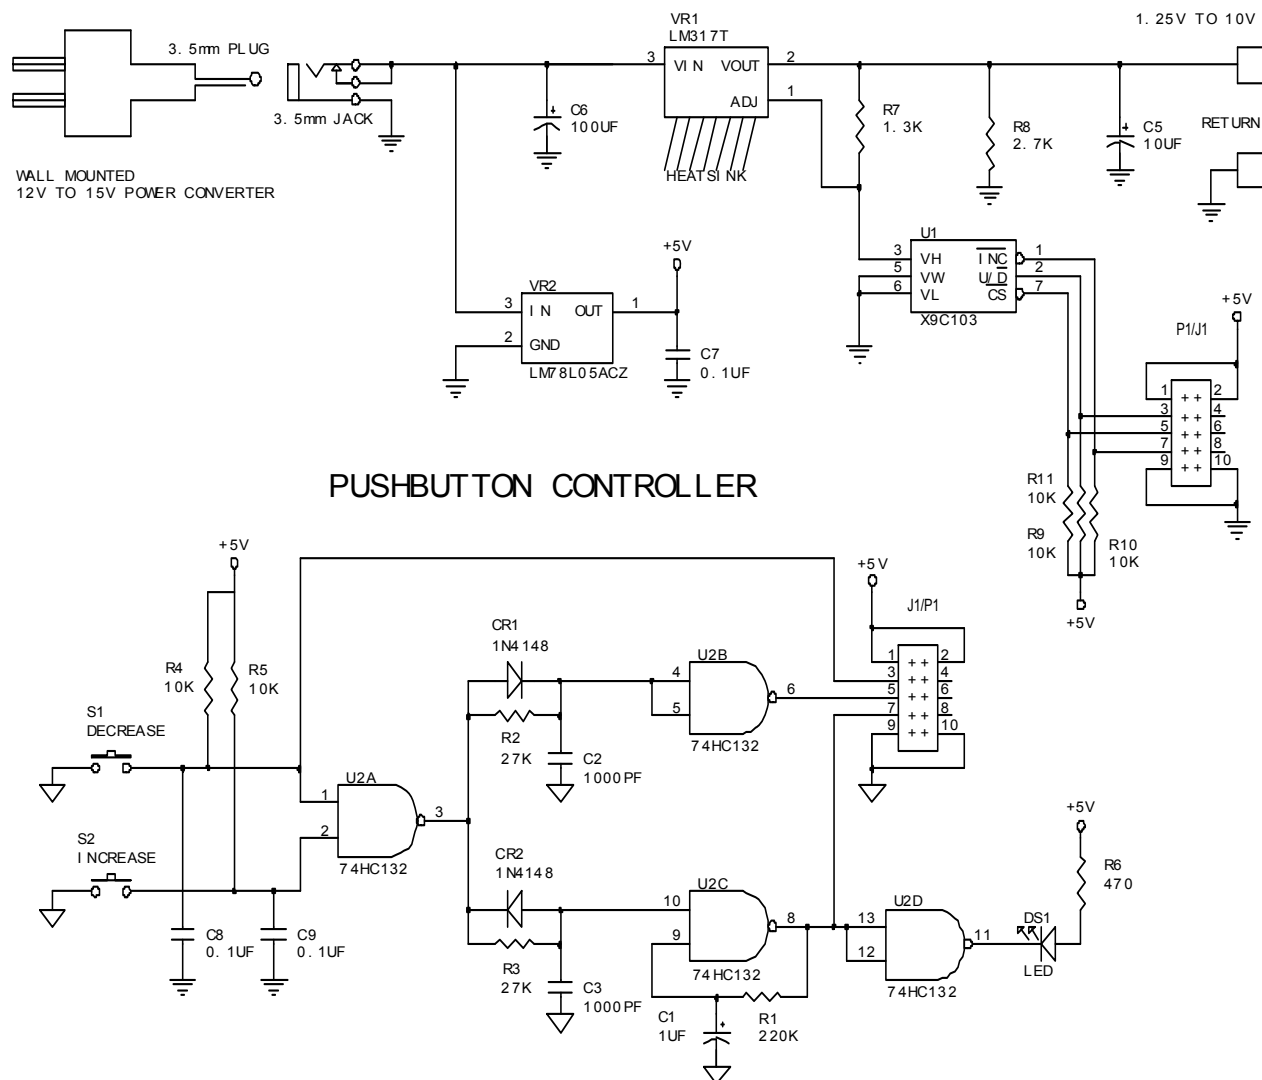 VR1
LM317T
1.25V TO 10V
3.5mm PLUG
3
VIN VOUT
2
ADJ
1
C6
100UF
R7
1.3K
R8
2.7K
C5
10UF
RETURN
3.5mm JACK
HEATSINK
WALL MOUNTED
12V TO 15V POWER CONVERTER
+5V
U1
3 VH INC 1
5 VW U/D 2
6 VL CS 7
X9C103
VR2
3 IN OUT 1
2 GND
LM78L05ACZ
C7
0.1UF
+5V
P1/J1
1 ++ 2
3 ++ 4
5 ++ 6
7 ++ 8
9 ++ 10
PUSHBUTTON CONTROLLER
R11
10K
R9
10K
R10
10K
+5V
+5V
+5V
J1/P1
CR1
1N4148
U2B
R4
10K
R5
10K
4
5
6
1 ++ 2
3 ++ 4
5 ++ 6
7 ++ 8
9 ++ 10
S1
DECREASE
R2
27K
C2
1000PF
74HC132
U2A
1
2
3
74HC132
S2
INCREASE
+5V
CR2
1N4148
R6
470
U2C
10
9
8
U2D
13
12
11
DS1
LED
C8
0.1UF
C9
0.1UF
R3
27K
C3
1000PF
74HC132
74HC132
C1
1UF
R1
220K